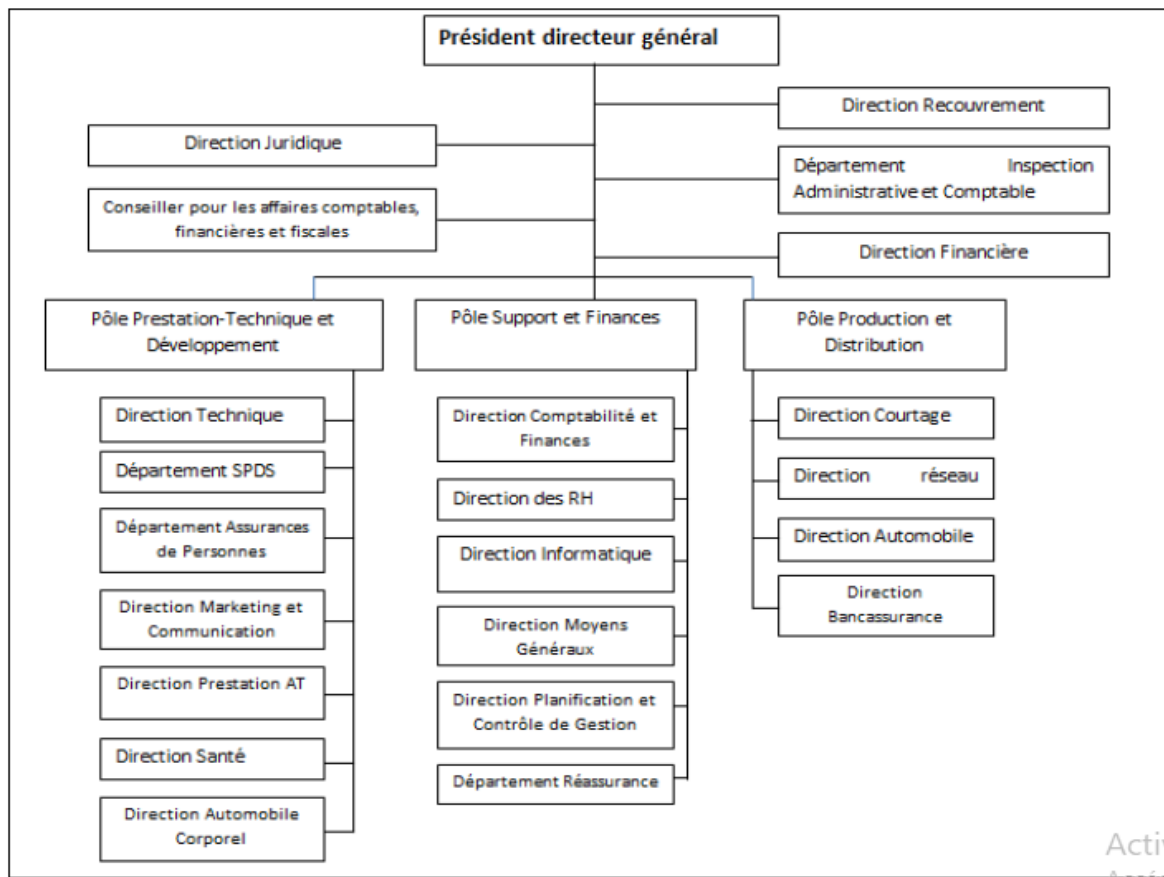 Président directeur général
Direction Recouvrement
Direction Juridique
Département Inspection
Administrative et Comptable
Conseiller pour les affaires comptables,
financières et fiscales
Direction Financière
Pôle Prestation-Technique et
Développement
Pôle Support et Finances
Pôle Production et
Distribution
Direction Technique
Département SPDS
Département Assurances
de Personnes
Direction Marketing et
Communication
Direction Prestation AT
Direction Santé
Direction Automobile
Corporel
Direction Comptabilité et
Finances
Direction des RH
Direction Informatique
Direction Moyens
Généraux
Direction Planification et
Contrôle de Gestion
Département Réassurance
Direction Courtage
Direction réseau
Direction Automobile
Direction
Bancassurance
Activ